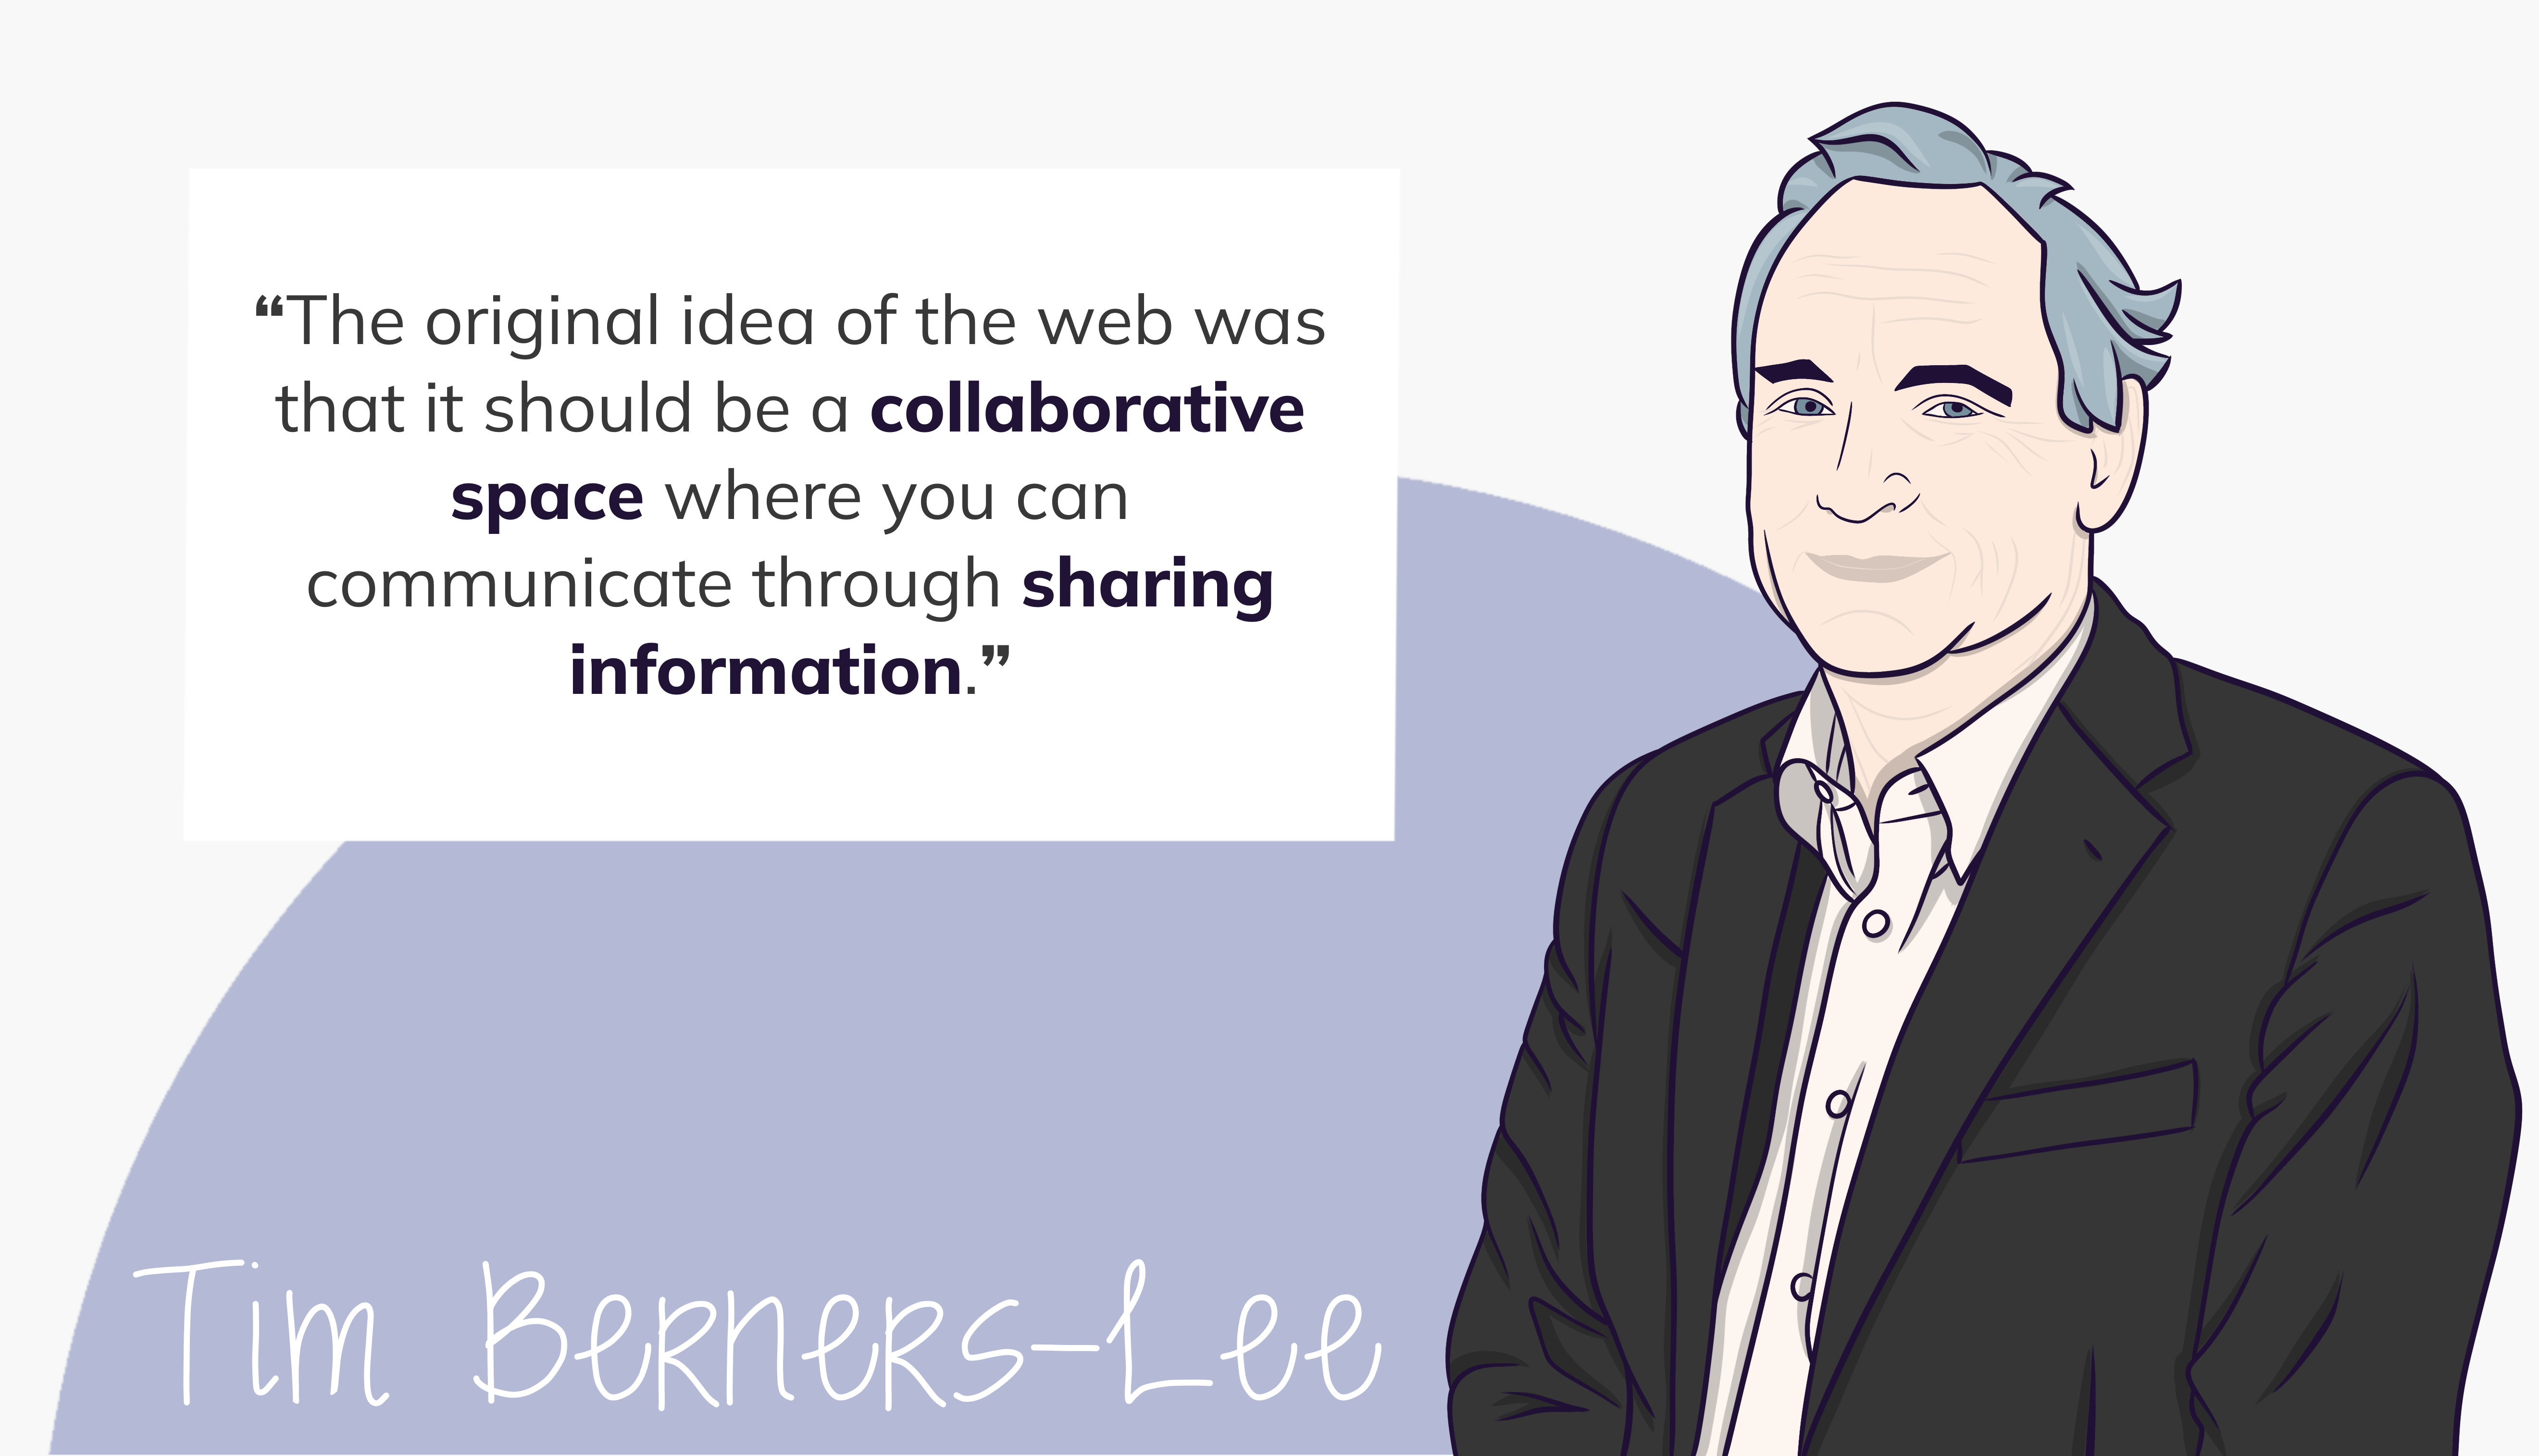 ❝The original idea of the web was
that it should be a collaborative
space where you can
communicate through sharing
information.❞
Tim Berners-Lee